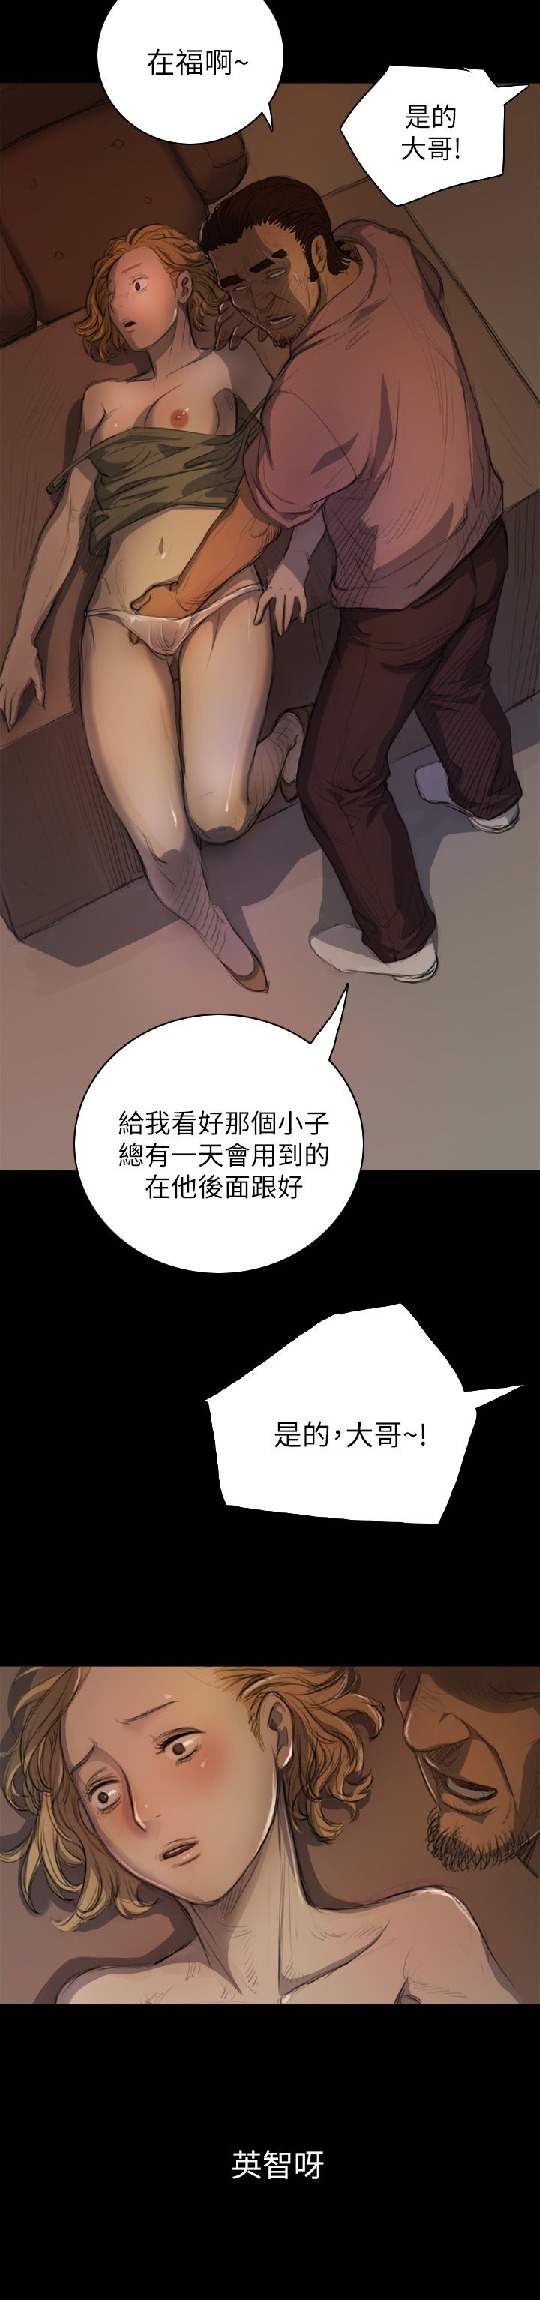 在福啊~
是的
大哥!
給我看好那個小子
總有一天會用到的
在他後面跟好
是的，大哥~!
英智呀